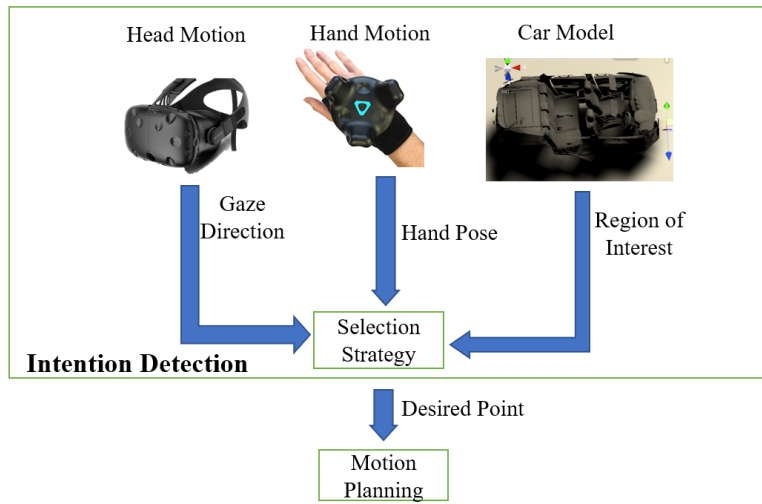 Head Motion
Hand Motion
Car Model
Gaze
Direction
Hand Pose
Region of
Interest
Selection
Strategy
Intention Detection
Desired Point
Motion
Planning